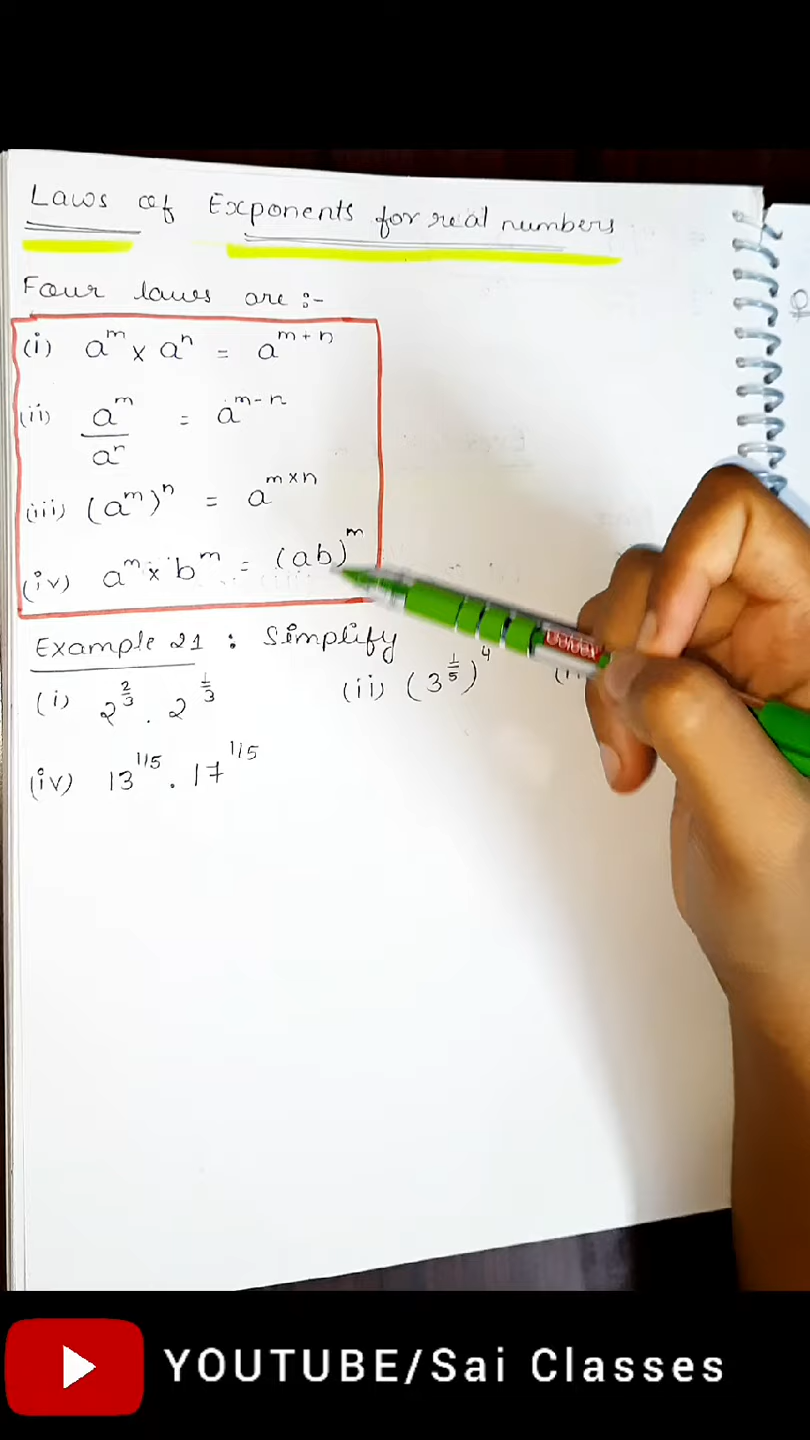 Laws of Exponents for real numbers
Four laws are :-
(i) a^m × a^n = a^(m+n)
(ii) a^m / a^n = a^(m-n)
(iii) (a^m)^n = a^(m×n)
(iv) a^m × b^m = (ab)^m
Example 21 : Simplify
(i) 2^(2/3) . 2^(1/3) (ii) (3^(1/5))^4
(iv) 13^(1/5) . 17^(1/5)
YOUTUBE/Sai Classes